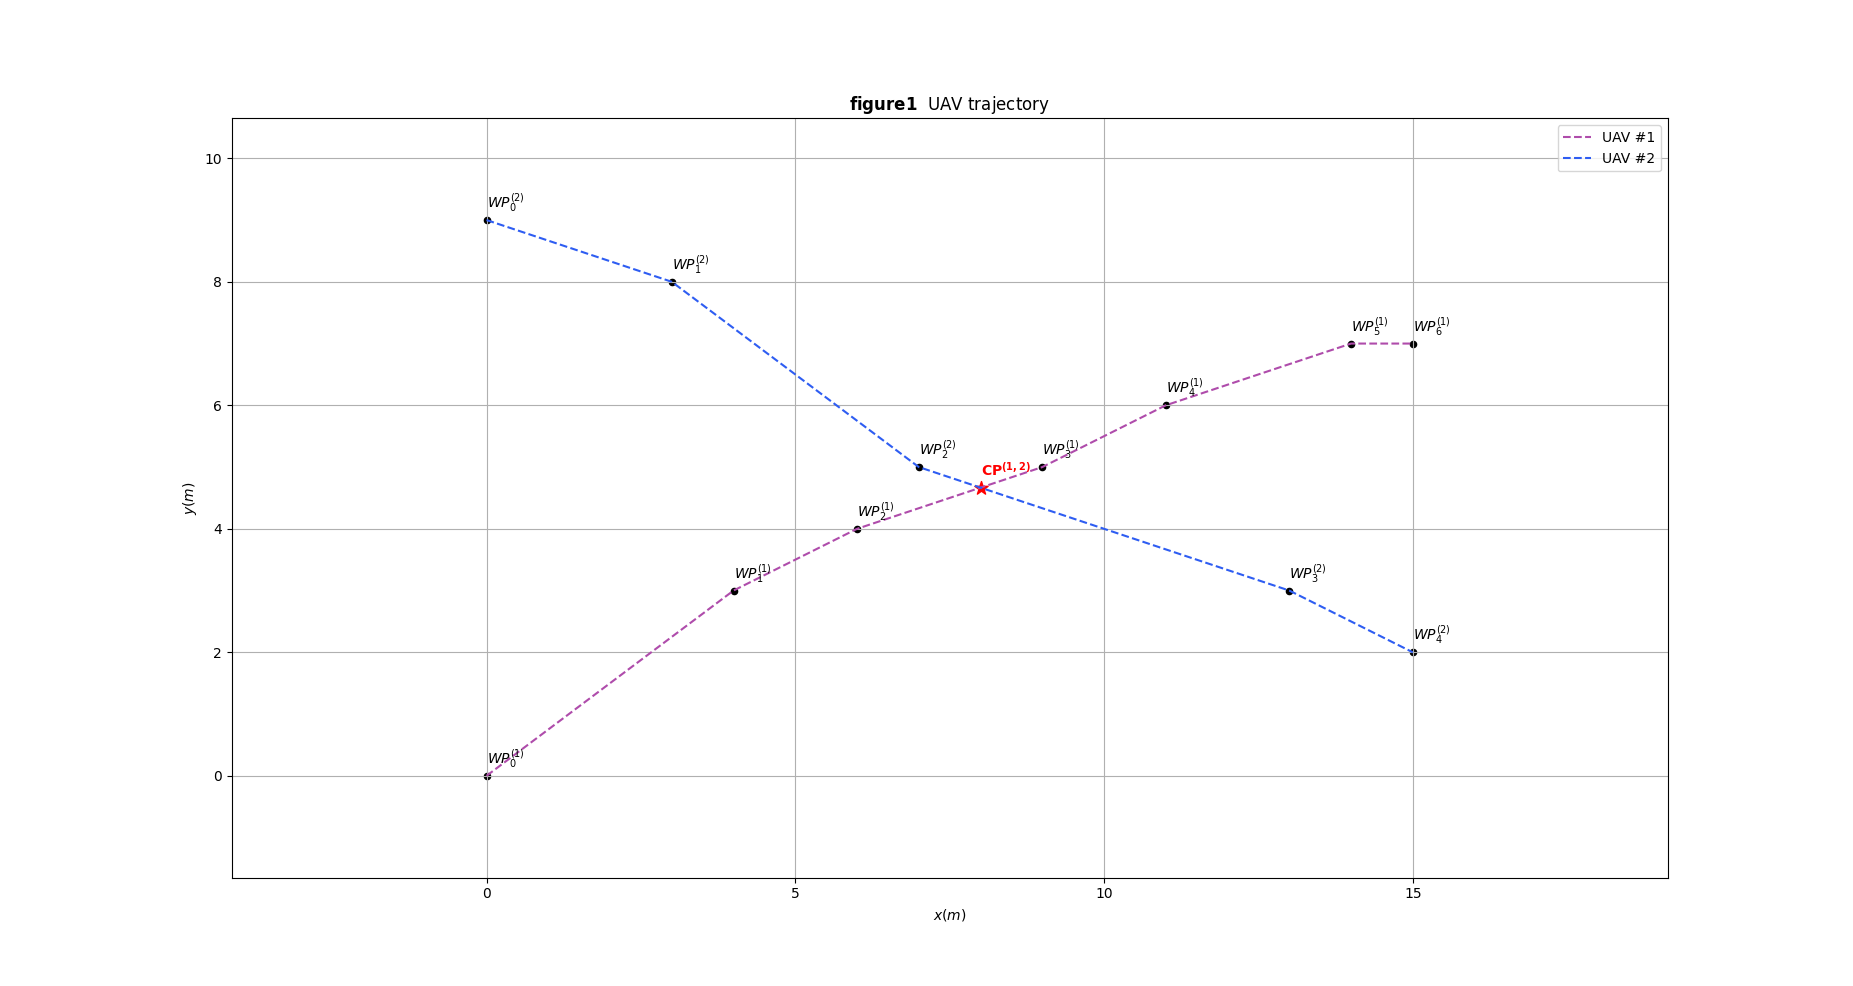 figure1 UAV trajectory
UAV #1
UAV #2
10
8
6
4
2
0
y(m)
WP_0^{(2)}
WP_1^{(2)}
WP_5^{(1)}
WP_6^{(1)}
WP_4^{(1)}
WP_2^{(2)}
WP_3^{(1)}
CP^{(1,2)}
WP_2^{(1)}
WP_1^{(1)}
WP_3^{(2)}
WP_4^{(2)}
WP_0^{(1)}
0
5
10
15
x(m)